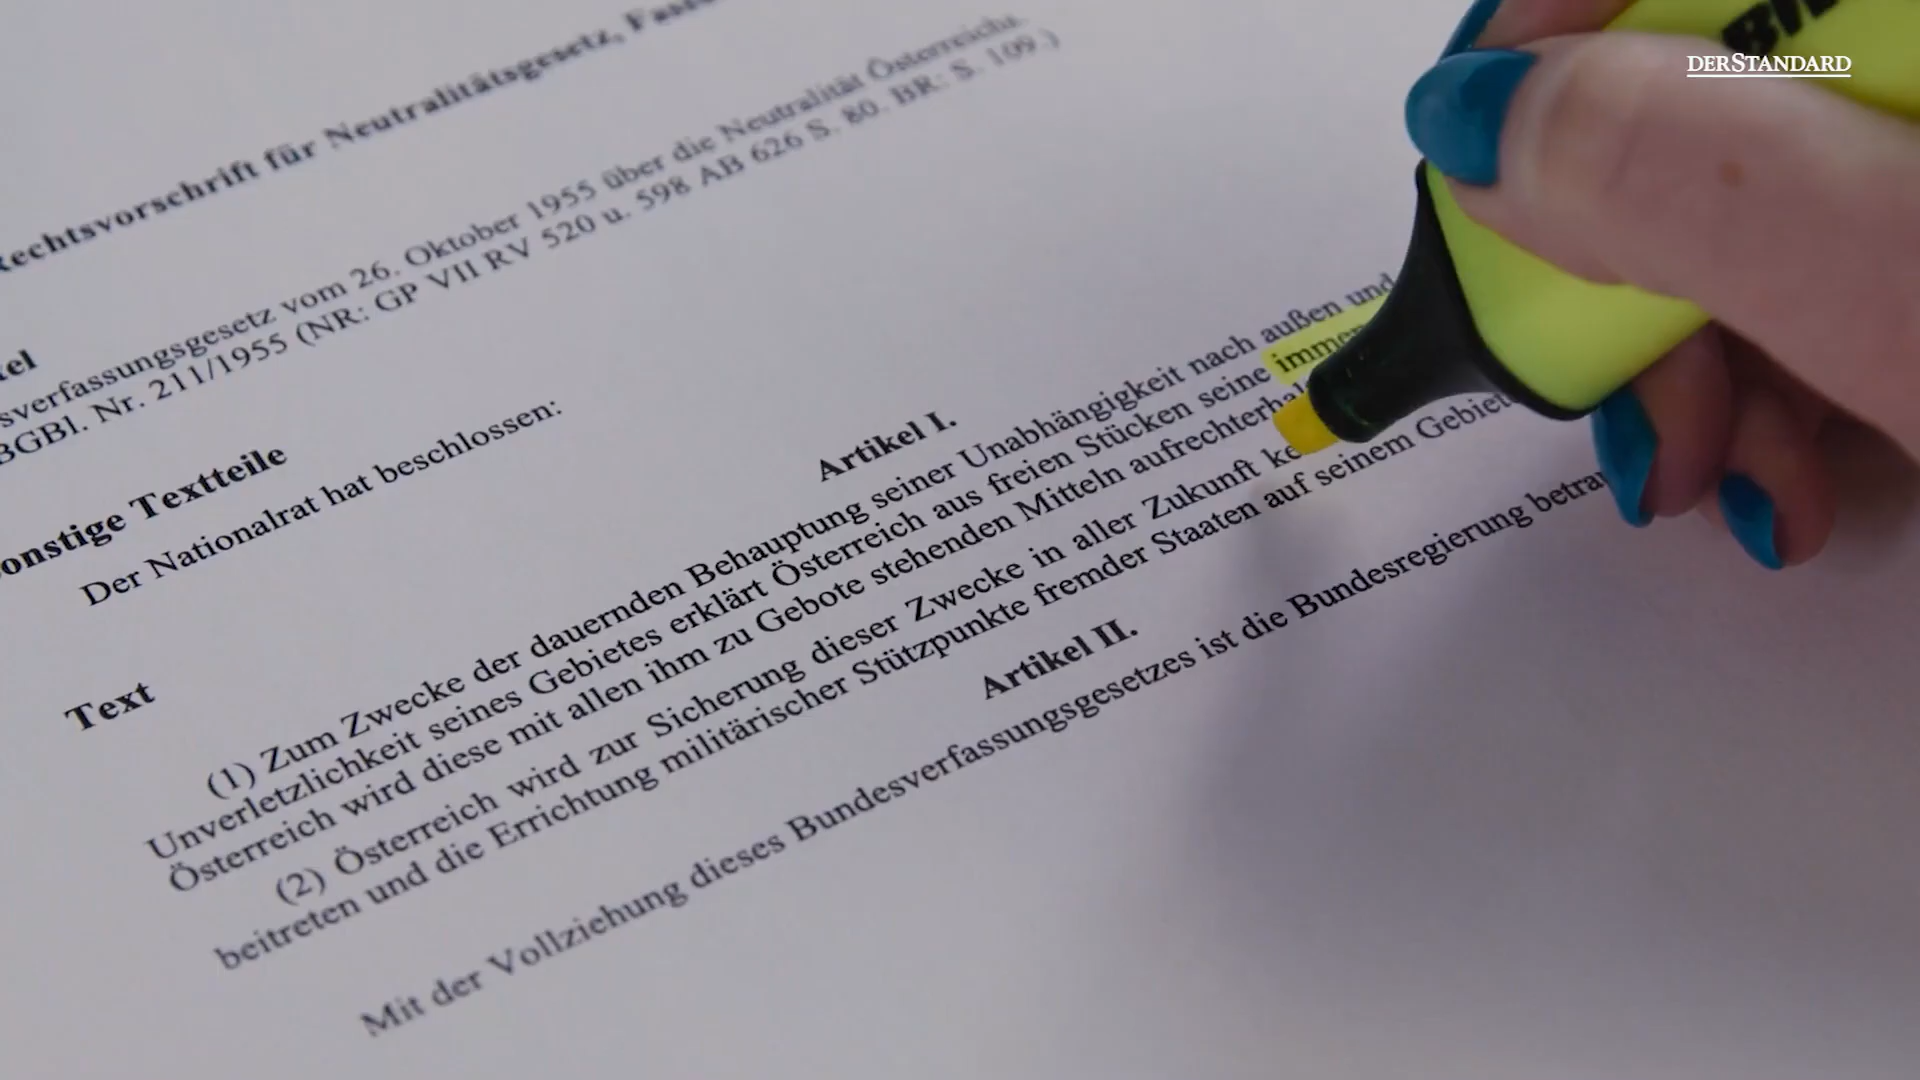 DERSTANDARD
Rechtsvorschrift für Neutralitätsgesetz,
sverfassungsgesetz vom 26. Oktober 1955 über die Neutralität Österreichs.
BGBl. Nr. 211/1955 (NR: GP VII RV 520 u. 598 AB 626 S. 80. BR: S. 109.)
onstige Textteile
Der Nationalrat hat beschlossen:
Text
Artikel I.
(1) Zum Zwecke der dauernden Behauptung seiner Unabhängigkeit nach außen und
Unverletzlichkeit seines Gebietes erklärt Österreich aus freien Stücken seine imme
Österreich wird diese mit allen ihm zu Gebote stehenden Mitteln aufrechterhal
(2) Österreich wird zur Sicherung dieser Zwecke in aller Zukunft ke
beitreten und die Errichtung militärischer Stützpunkte fremder Staaten auf seinem Gebiet
Artikel II.
Mit der Vollziehung dieses Bundesverfassungsgesetzes ist die Bundesregierung betrau